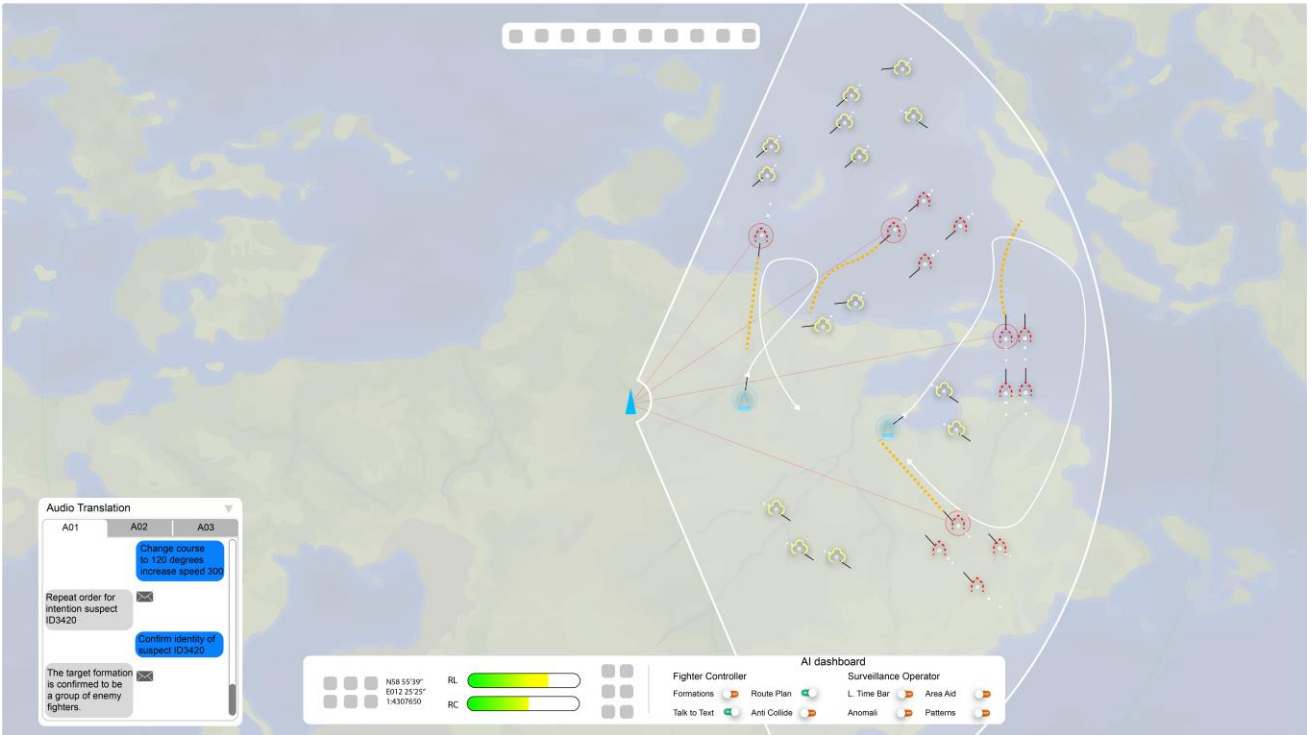 Audio Translation
A01
A02
A03
Change course
to 120 degrees
increase speed 300
Repeat order for
intention suspect
ID3420
Confirm identity of
suspect ID3420
The target formation
is confirmed to be
a group of enemy
fighters.
N58 55'39"
E012 25'25"
1:4307650
RL
RC
AI dashboard
Fighter Controller
Surveillance Operator
Formations
Route Plan
L. Time Bar
Area Aid
Talk to Text
Anti Collide
Anomali
Patterns